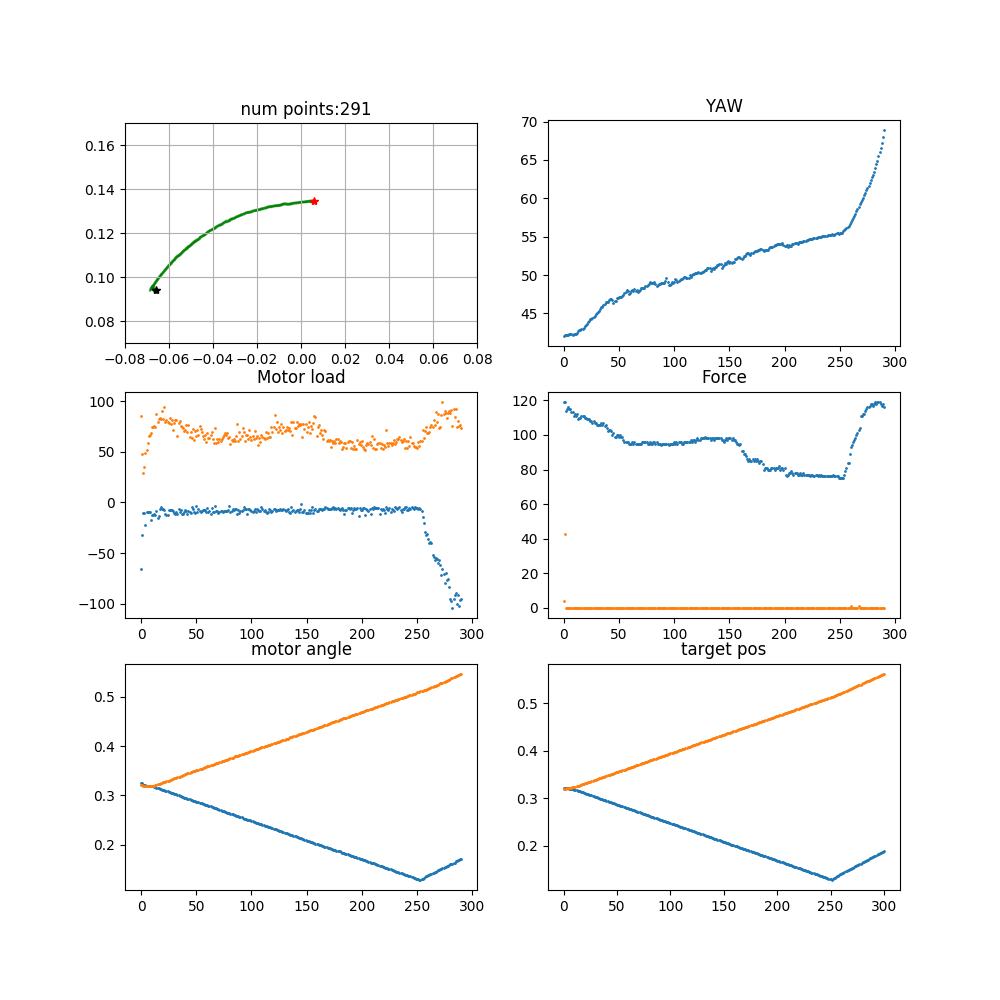 num points:291
0.16
0.14
0.12
0.10
0.08
−0.08 −0.06 −0.04 −0.02 0.00 0.02 0.04 0.06 0.08
YAW
70
65
60
55
50
45
0 50 100 150 200 250 300
Motor load
100
50
0
−50
−100
0 50 100 150 200 250 300
Force
120
100
80
60
40
20
0
0 50 100 150 200 250 300
motor angle
0.5
0.4
0.3
0.2
0 50 100 150 200 250 300
target pos
0.5
0.4
0.3
0.2
0 50 100 150 200 250 300